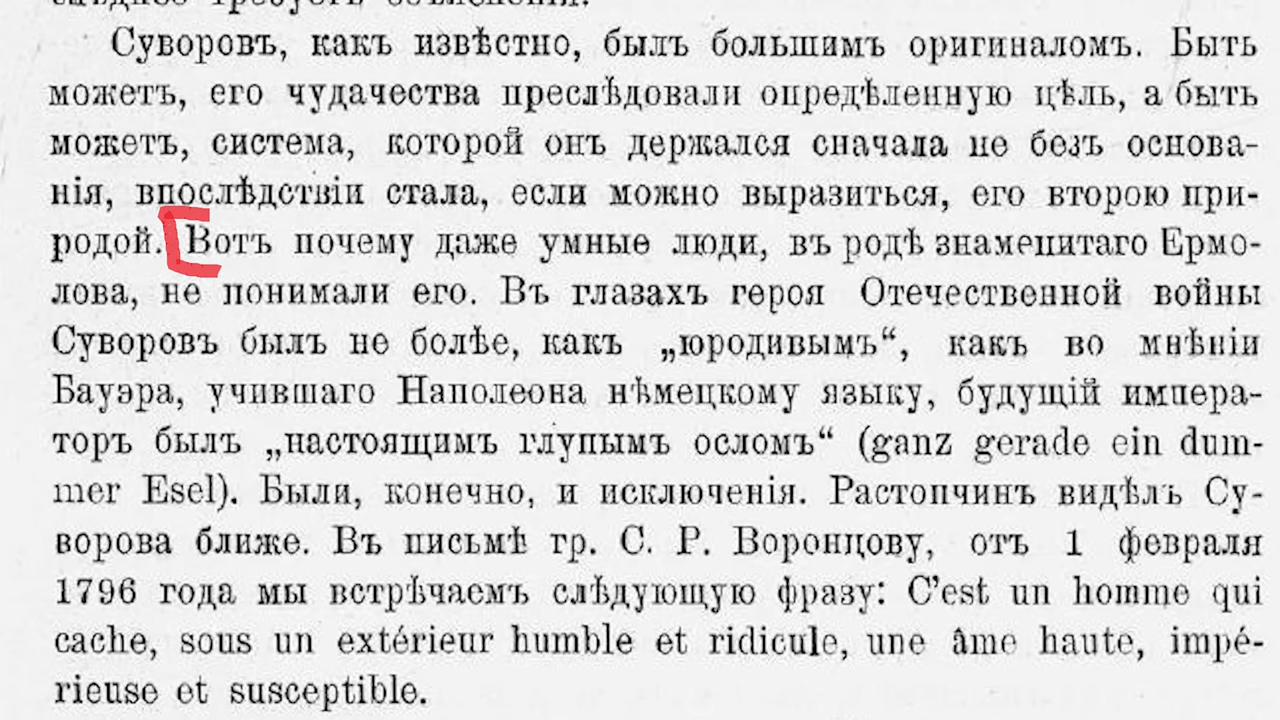 Суворовъ, какъ извѣстно, былъ большимъ оригиналомъ. Быть
можетъ, его чудачества преслѣдовали опредѣленную цѣль, а быть
можетъ, система, которой онъ держался сначала не безъ основа-
нія, впослѣдствіи стала, если можно выразиться, его второю при-
родой. Вотъ почему даже умные люди, въ родѣ знаменитаго Ермо-
лова, не понимали его. Въ глазахъ героя Отечественной войны
Суворовъ былъ не болѣе, какъ „юродивымъ“, какъ во мнѣніи
Бауэра, учившаго Наполеона нѣмецкому языку, будущій импера-
торъ былъ „настоящимъ глупымъ осломъ“ (ganz gerade ein dum-
mer Esel). Были, конечно, и исключенія. Растопчинъ видѣлъ Су-
ворова ближе. Въ письмѣ гр. С. Р. Воронцову, отъ 1 февраля
1796 года мы встрѣчаемъ слѣдующую фразу: C’est un homme qui
cache, sous un extérieur humble et ridicule, une âme haute, impé-
rieuse et susceptible.